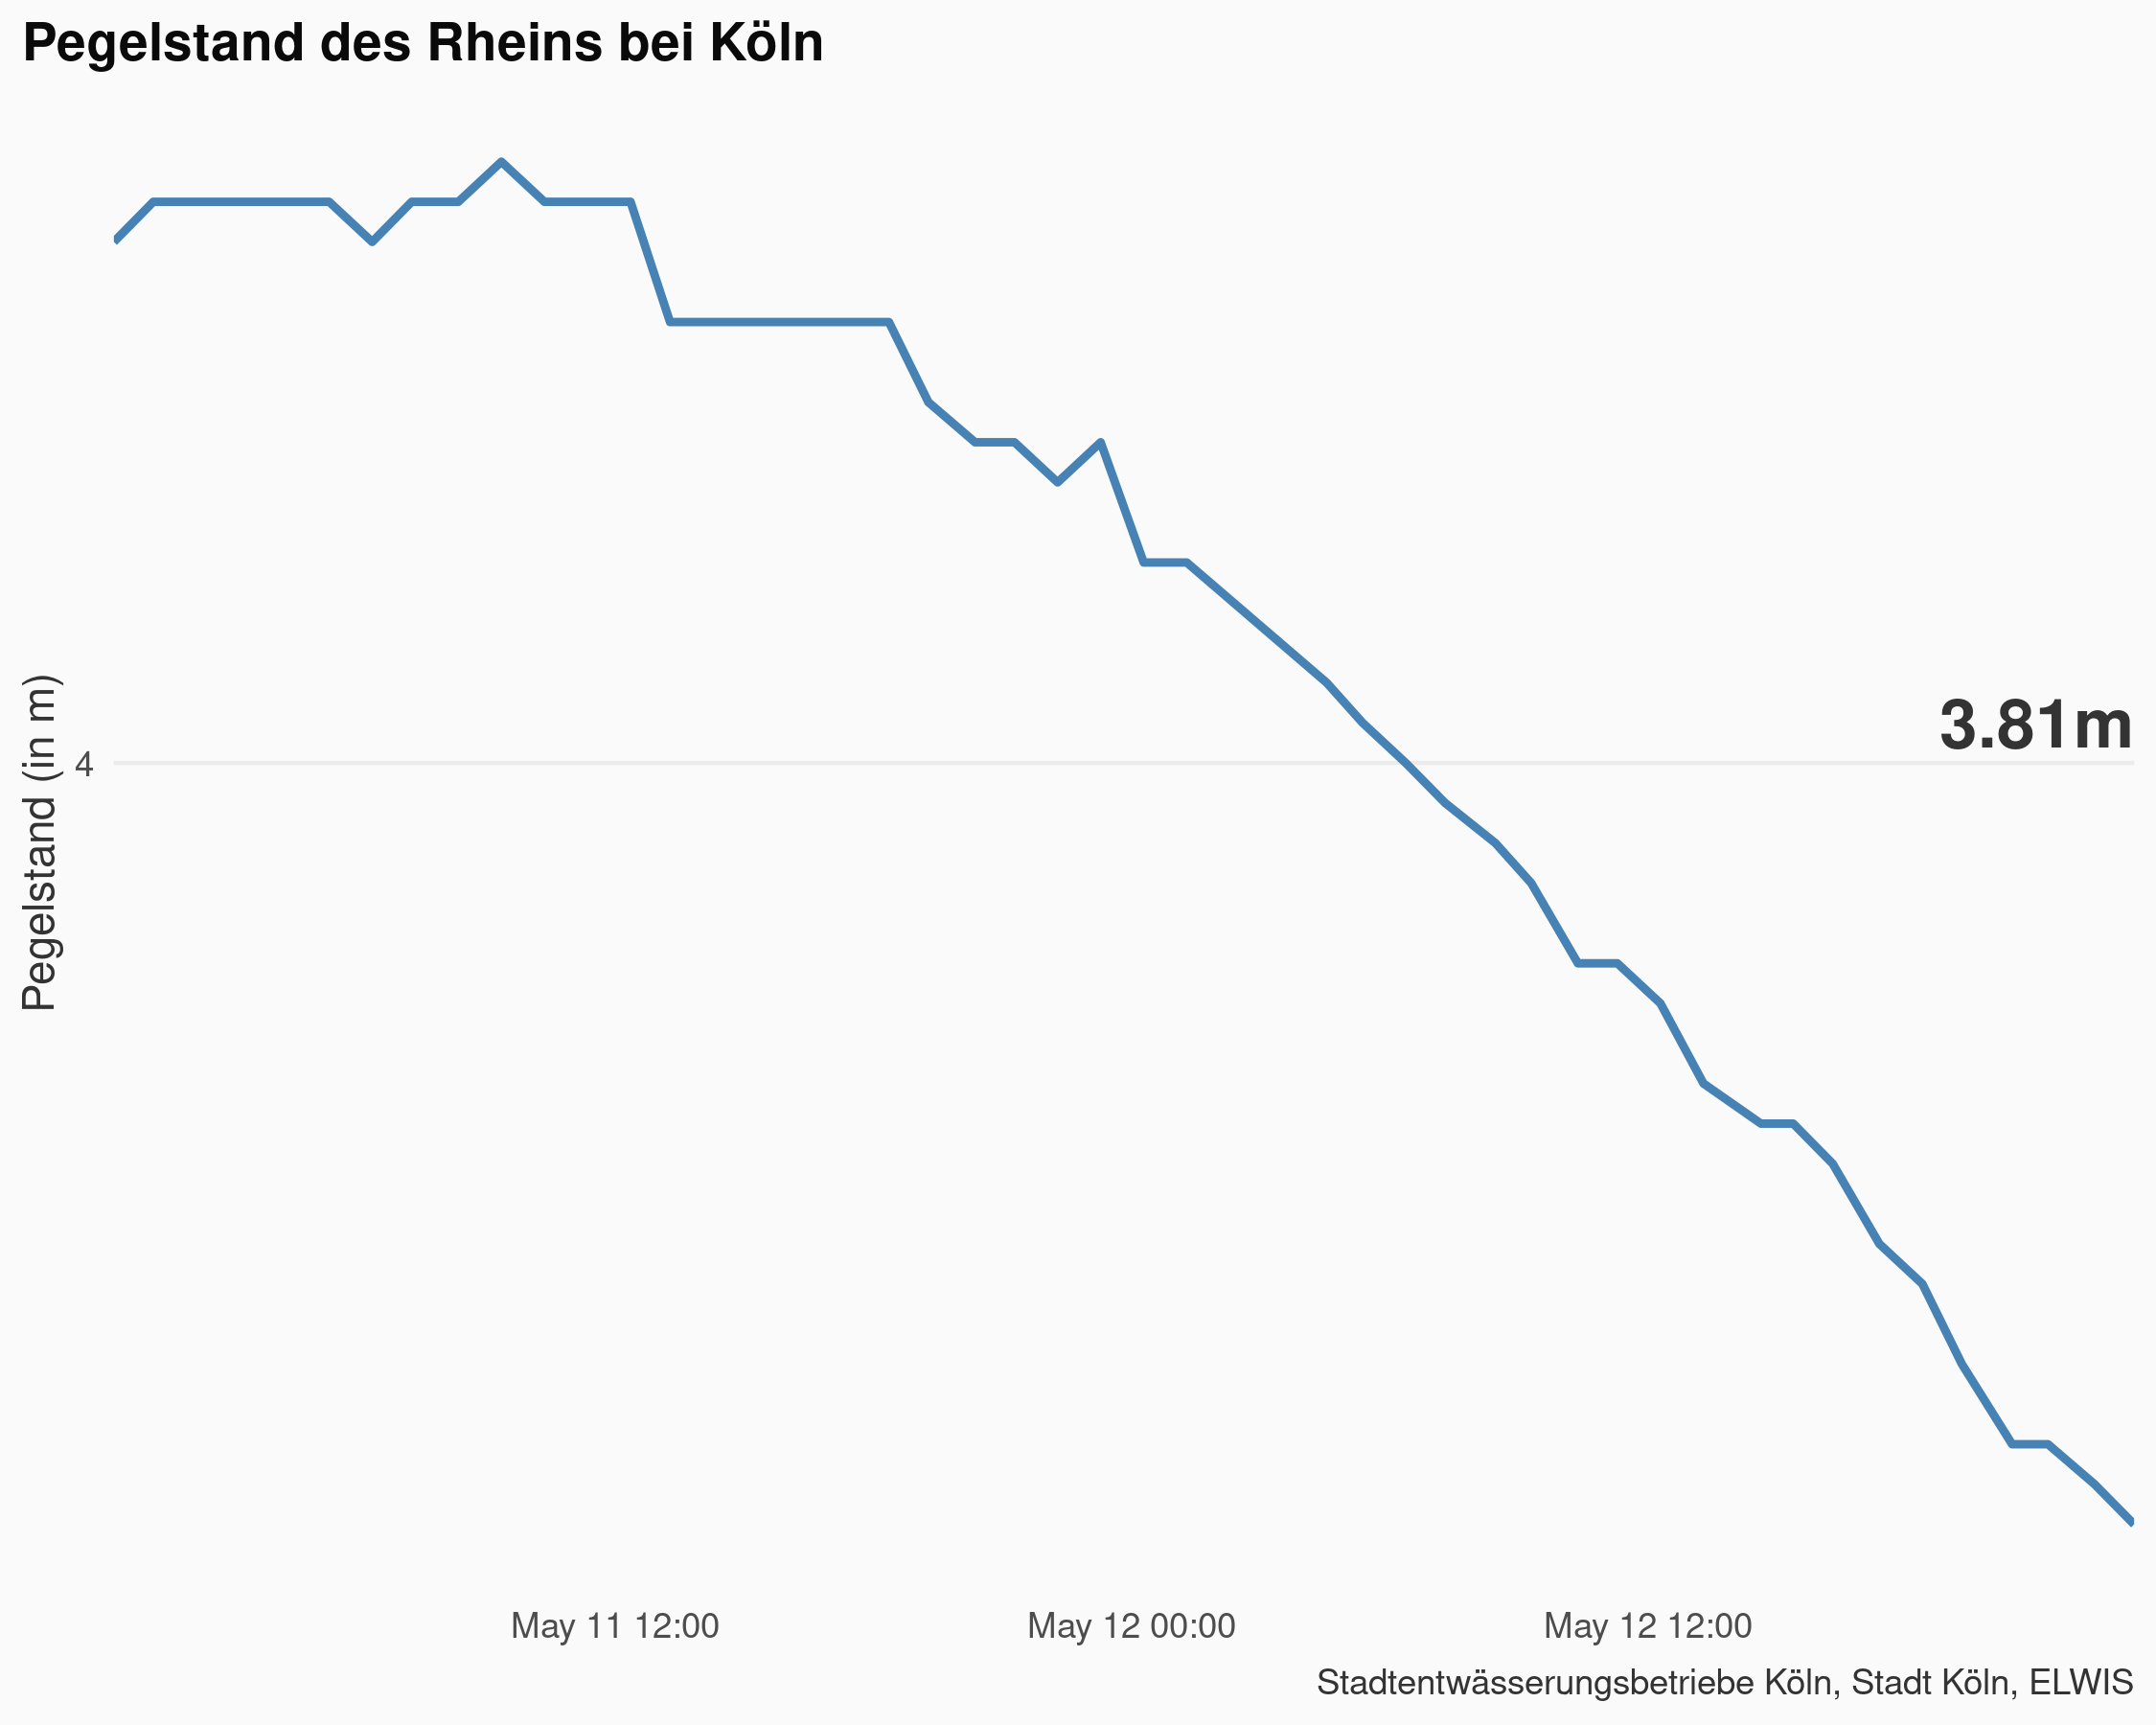 Pegelstand des Rheins bei Köln
Pegelstand (in m)
4
3.81m
May 11 12:00
May 12 00:00
May 12 12:00
Stadtentwässerungsbetriebe Köln, Stadt Köln, ELWIS